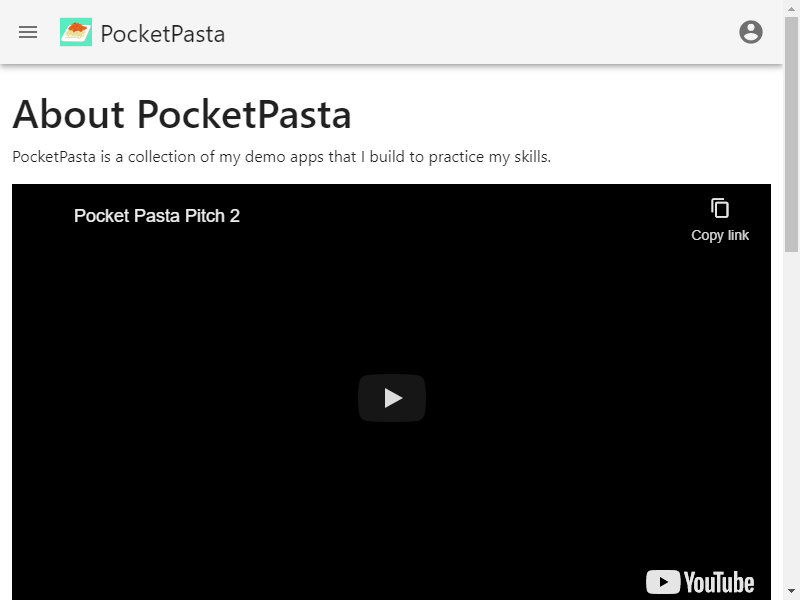 PocketPasta
About PocketPasta
PocketPasta is a collection of my demo apps that I build to practice my skills.
Pocket Pasta Pitch 2
Copy link
YouTube